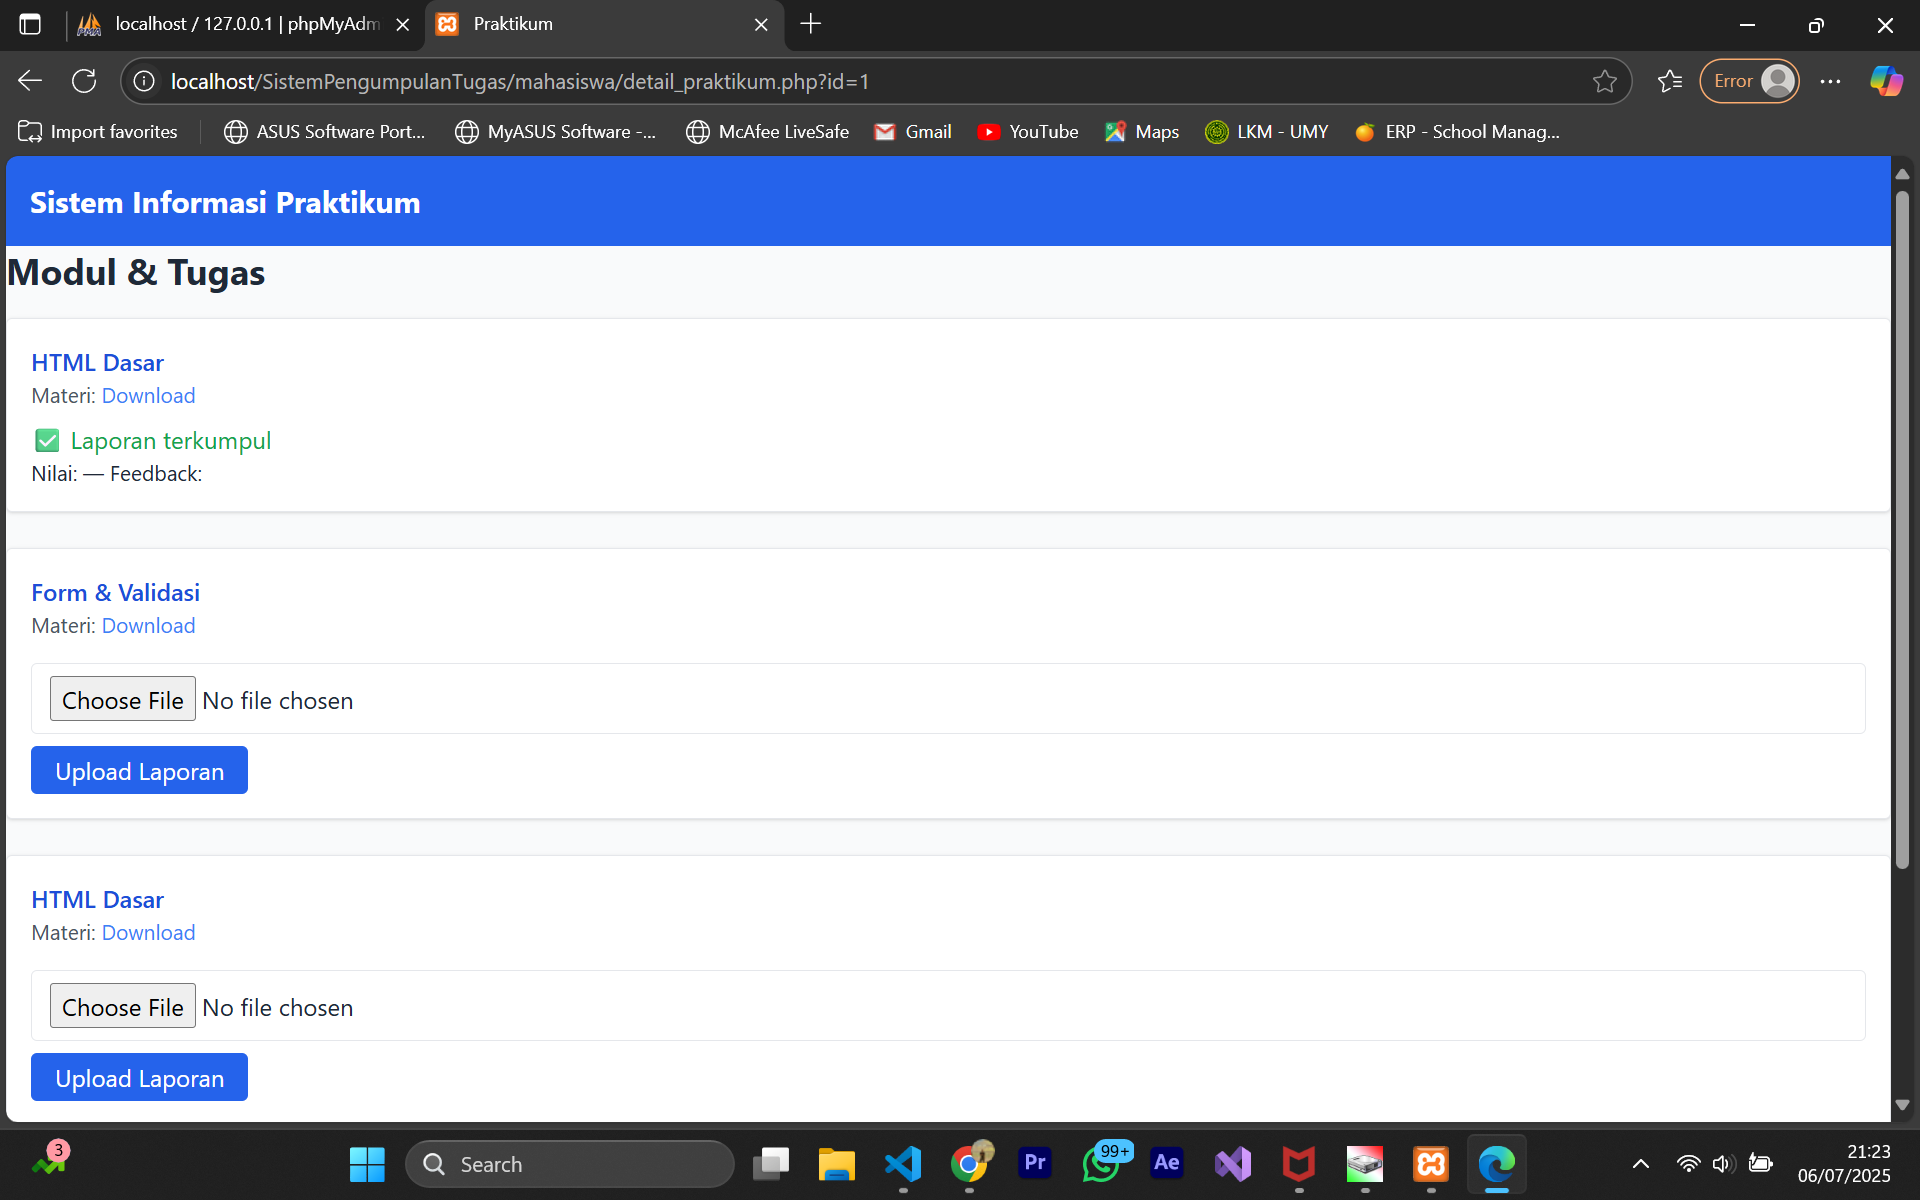 localhost / 127.0.0.1 | phpMyAdm
Praktikum
localhost/SistemPengumpulanTugas/mahasiswa/detail_praktikum.php?id=1
Error
Import favorites
ASUS Software Port...
MyASUS Software -...
McAfee LiveSafe
Gmail
YouTube
Maps
LKM - UMY
ERP - School Manag...
Sistem Informasi Praktikum
Modul & Tugas
HTML Dasar
Materi: Download
✅ Laporan terkumpul
Nilai: — Feedback:
Form & Validasi
Materi: Download
Choose File No file chosen
Upload Laporan
HTML Dasar
Materi: Download
Choose File No file chosen
Upload Laporan
3
Search
Pr
99+
Ae
21:23
06/07/2025